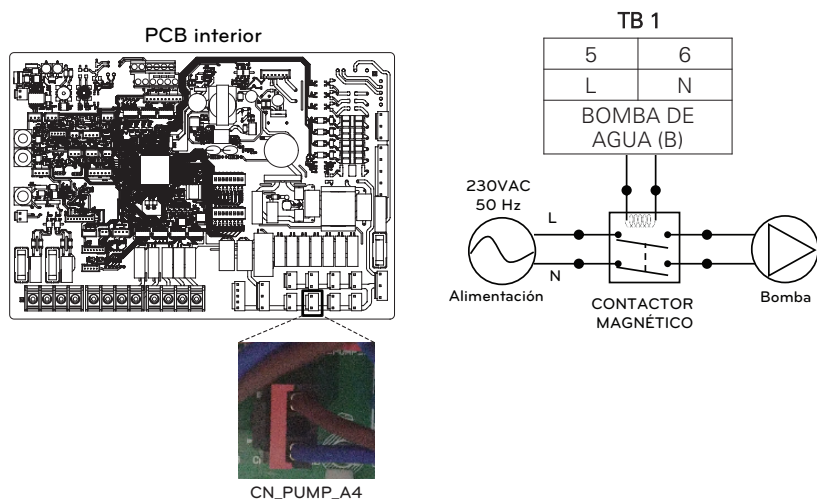 PCB interior
TB 1
5 6
L N
BOMBA DE
AGUA (B)
230VAC
50 Hz
L
N
Alimentación
CONTACTOR
MAGNÉTICO
Bomba
CN_PUMP_A4